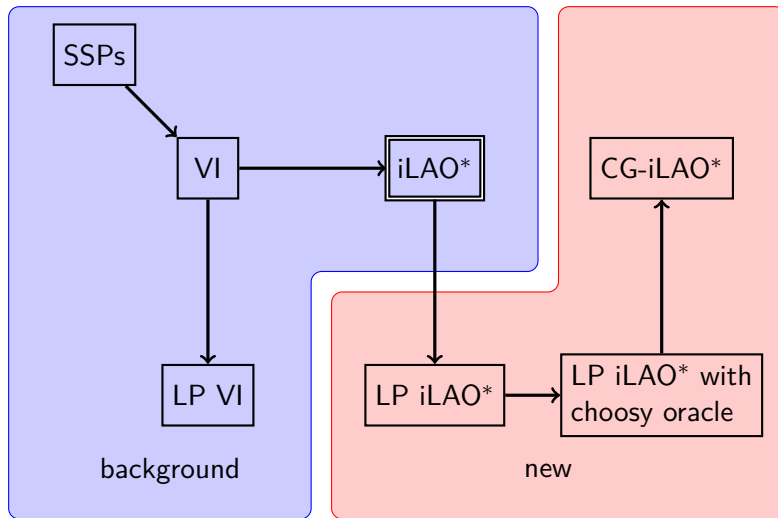 SSPs
VI
iLAO*
CG-iLAO*
LP VI
LP iLAO*
LP iLAO* with
choosy oracle
background
new